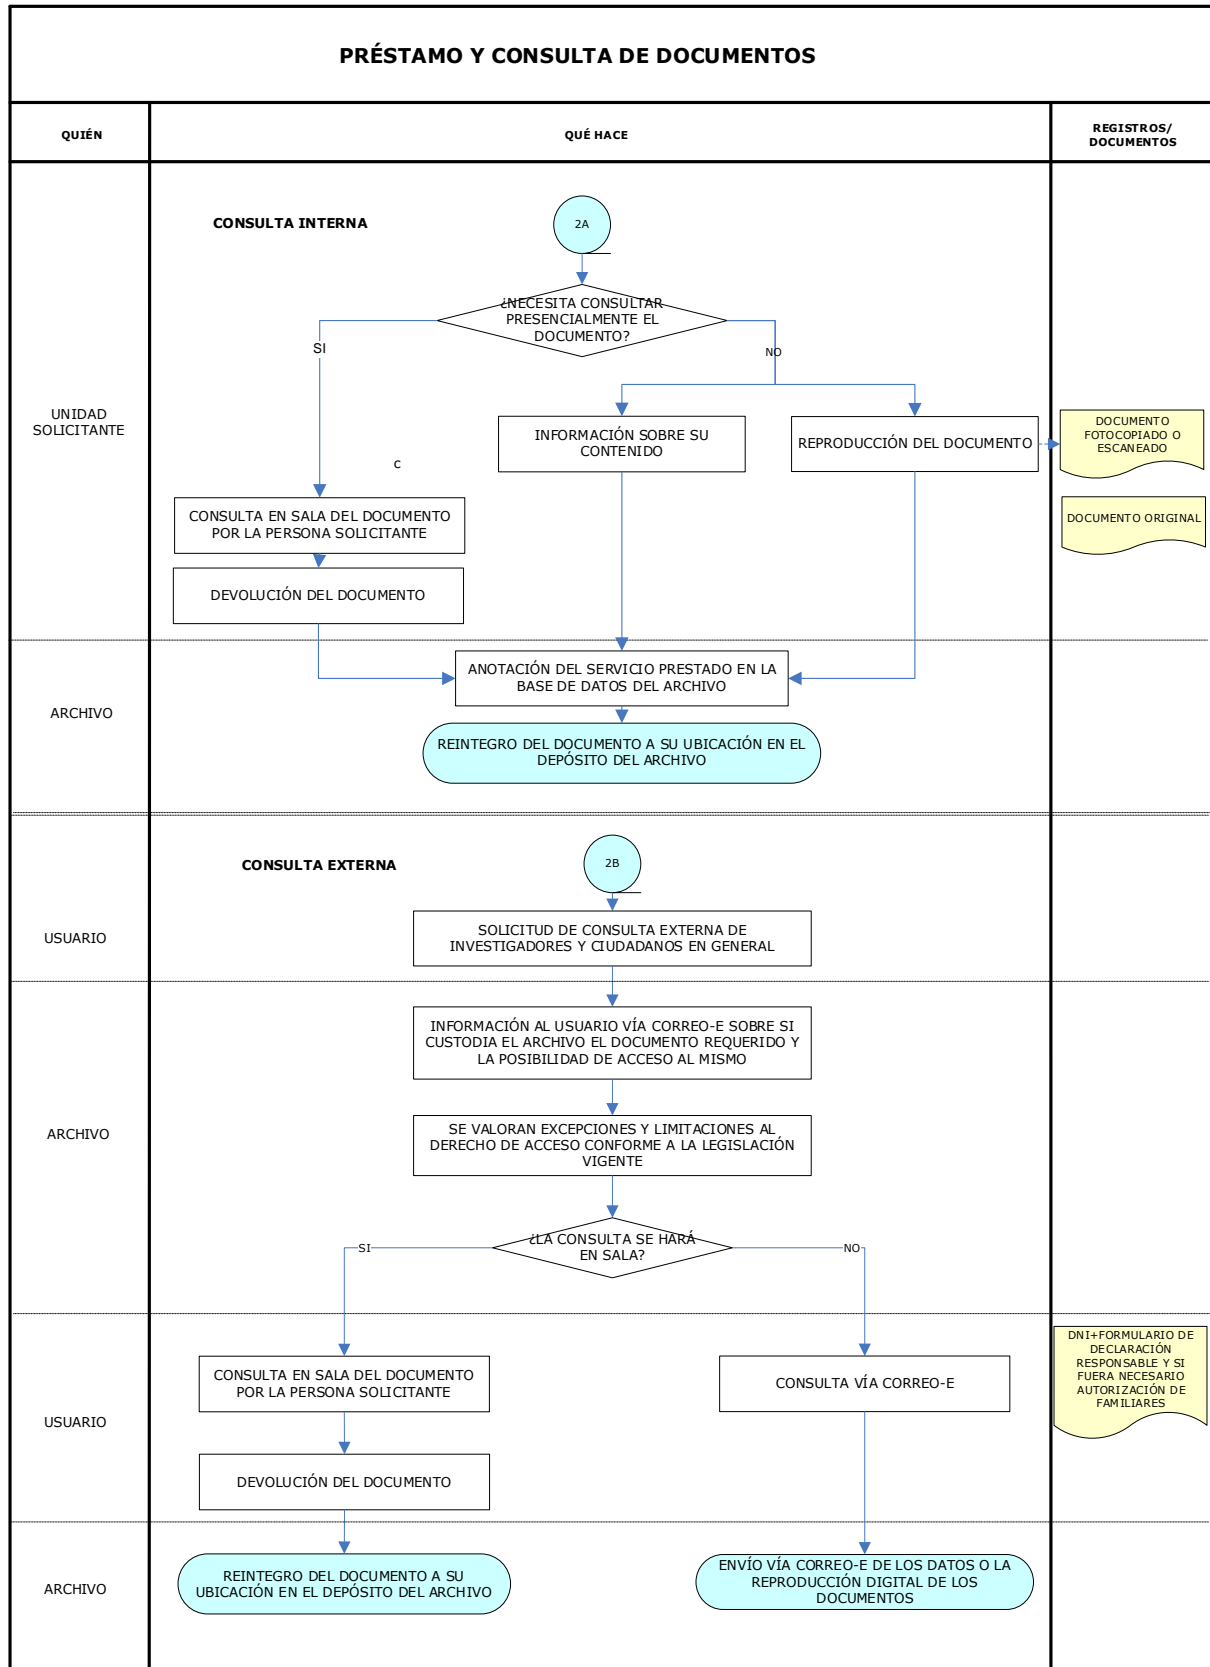 PRÉSTAMO Y CONSULTA DE DOCUMENTOS
QUIÉN
QUÉ HACE
REGISTROS/
DOCUMENTOS
CONSULTA INTERNA
2A
¿NECESITA CONSULTAR
PRESENCIALMENTE EL
DOCUMENTO?
SI
NO
UNIDAD
SOLICITANTE
INFORMACIÓN SOBRE SU
CONTENIDO
REPRODUCCIÓN DEL DOCUMENTO
DOCUMENTO
FOTOCOPIADO O
ESCANEADO
c
CONSULTA EN SALA DEL DOCUMENTO
POR LA PERSONA SOLICITANTE
DOCUMENTO ORIGINAL
DEVOLUCIÓN DEL DOCUMENTO
ARCHIVO
ANOTACIÓN DEL SERVICIO PRESTADO EN LA
BASE DE DATOS DEL ARCHIVO
REINTEGRO DEL DOCUMENTO A SU UBICACIÓN EN EL
DEPÓSITO DEL ARCHIVO
CONSULTA EXTERNA
2B
USUARIO
SOLICITUD DE CONSULTA EXTERNA DE
INVESTIGADORES Y CIUDADANOS EN GENERAL
ARCHIVO
INFORMACIÓN AL USUARIO VÍA CORREO-E SOBRE SI
CUSTODIA EL ARCHIVO EL DOCUMENTO REQUERIDO Y
LA POSIBILIDAD DE ACCESO AL MISMO
SE VALORAN EXCEPCIONES Y LIMITACIONES AL
DERECHO DE ACCESO CONFORME A LA LEGISLACIÓN
VIGENTE
¿LA CONSULTA SE HARÁ
EN SALA?
SI
NO
USUARIO
CONSULTA EN SALA DEL DOCUMENTO
POR LA PERSONA SOLICITANTE
CONSULTA VÍA CORREO-E
DNI+FORMULARIO DE
DECLARACIÓN
RESPONSABLE Y SI
FUERA NECESARIO
AUTORIZACIÓN DE
FAMILIARES
DEVOLUCIÓN DEL DOCUMENTO
ARCHIVO
REINTEGRO DEL DOCUMENTO A SU
UBICACIÓN EN EL DEPÓSITO DEL ARCHIVO
ENVÍO VÍA CORREO-E DE LOS DATOS O LA
REPRODUCCIÓN DIGITAL DE LOS
DOCUMENTOS